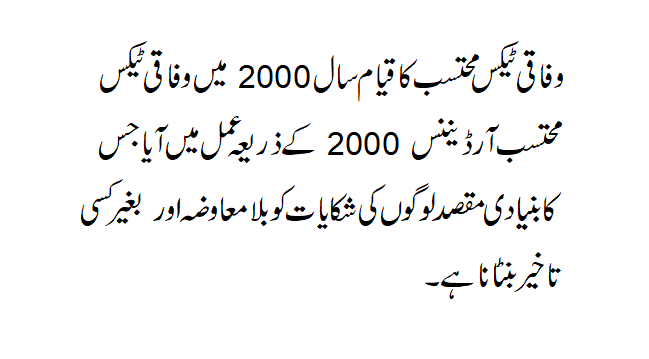 وفاقی ٹیکس محتسب کا قیام سال 2000 میں وفاقی ٹیکس
محتسب آرڈیننس 2000 کے ذریعہ عمل میں آیا جس
کا بنیادی مقصد لوگوں کی شکایات کو بلا معاوضہ اور بغیر کسی
تاخیر بنٹانا ہے۔